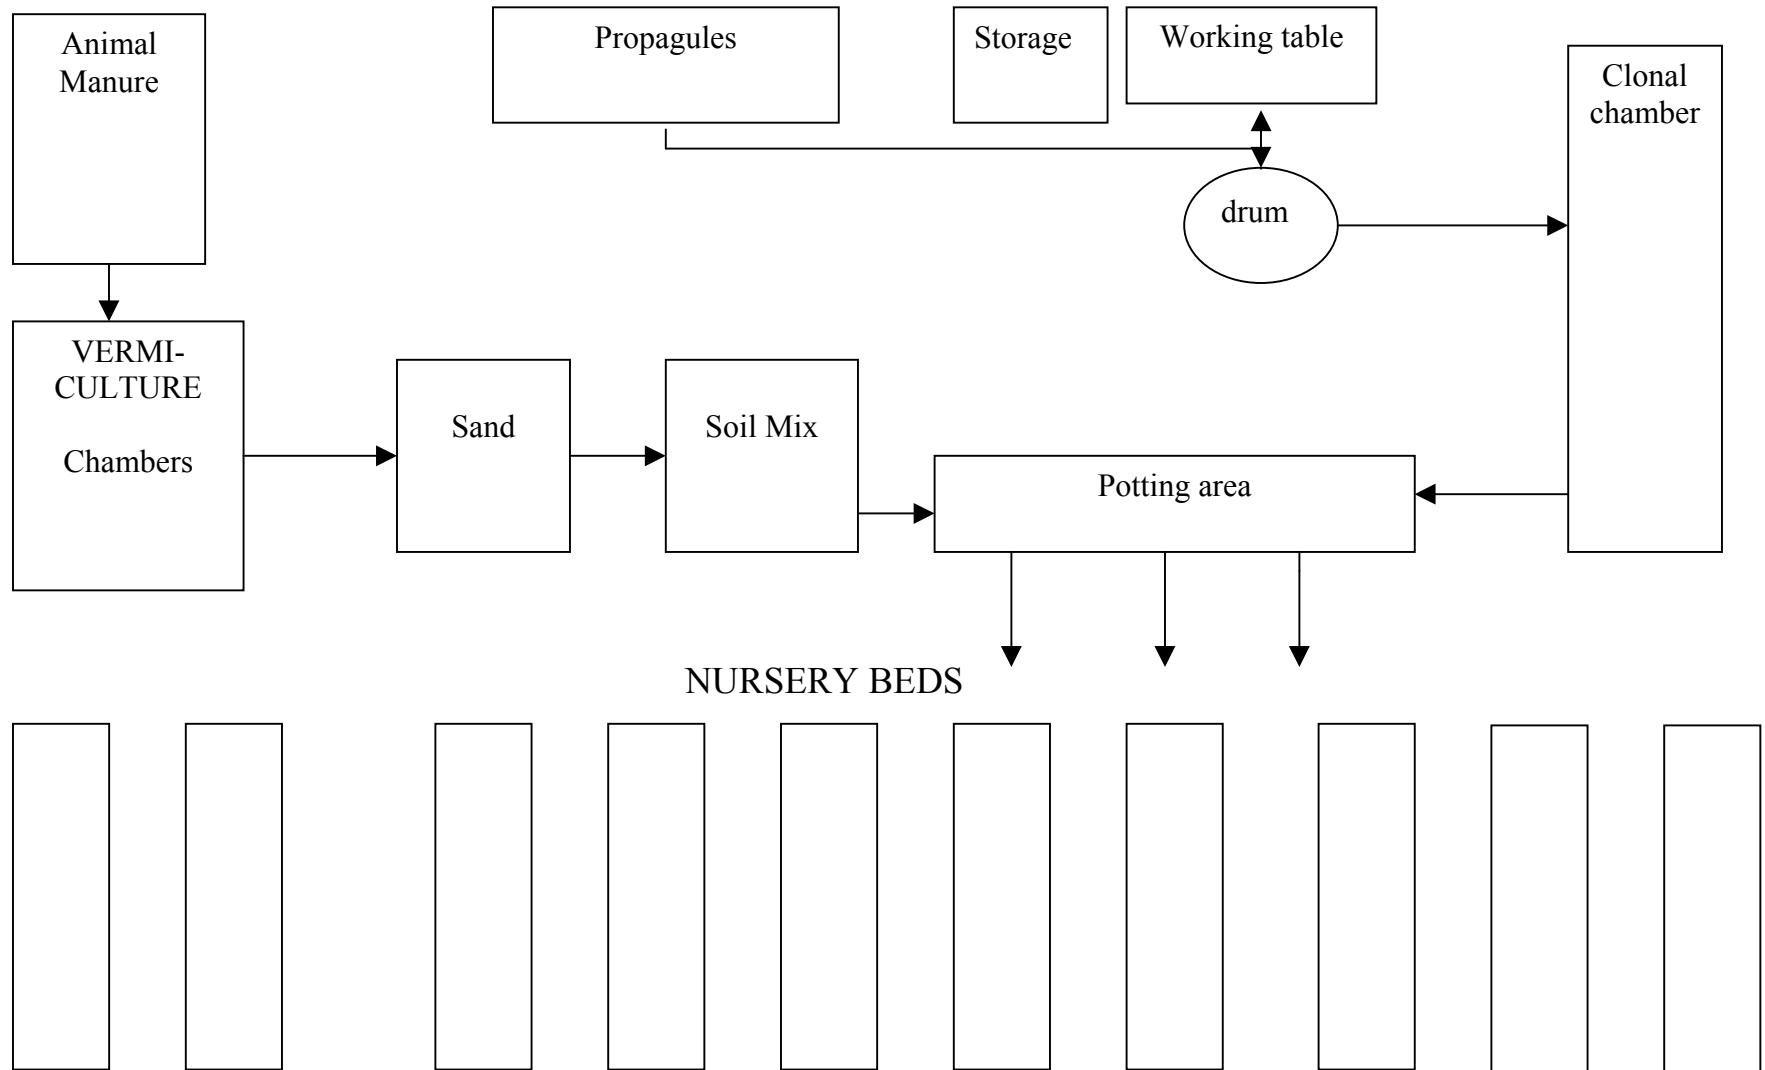 Animal
Manure
Propagules
Storage
Working table
Clonal
chamber
drum
VERMI-
CULTURE
Chambers
Sand
Soil Mix
Potting area
NURSERY BEDS